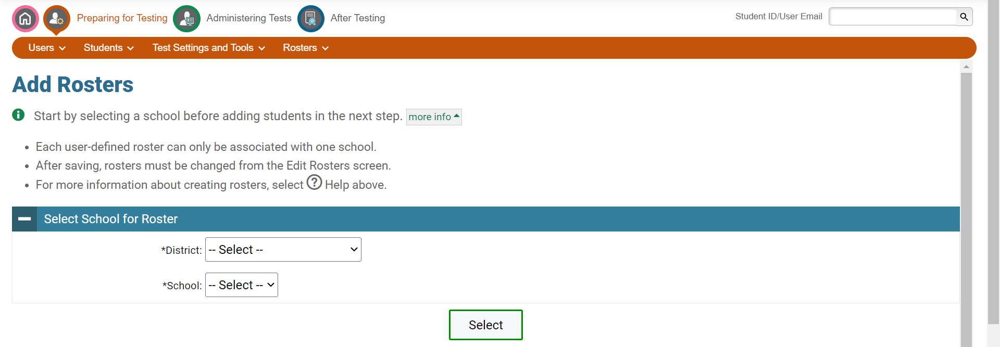 Preparing for Testing Administering Tests After Testing Student ID/User Email
Users Students Test Settings and Tools Rosters
Add Rosters
Start by selecting a school before adding students in the next step. more info
• Each user-defined roster can only be associated with one school.
• After saving, rosters must be changed from the Edit Rosters screen.
• For more information about creating rosters, select ? Help above.
Select School for Roster
*District: -- Select --
*School: -- Select --
Select